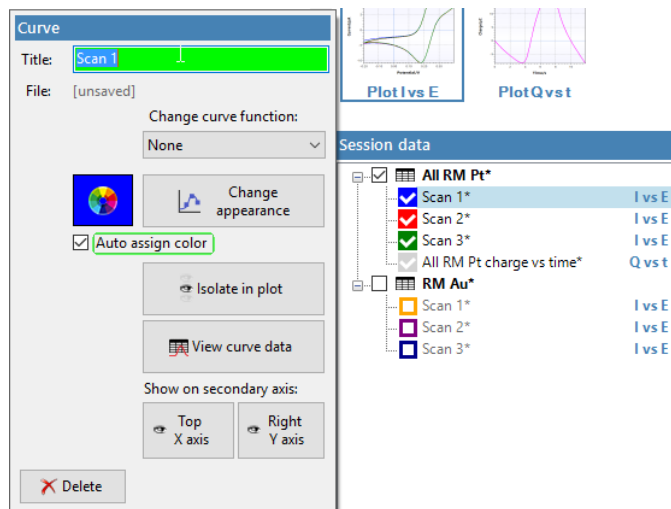 Curve
Title: Scan 1
File: [unsaved]
Change curve function:
None
Change
appearance
Auto assign color
Isolate in plot
View curve data
Show on secondary axis:
Top
X axis
Right
Y axis
Delete
Plot I vs E
Plot Q vs t
Session data
All RM Pt*
Scan 1* I vs E
Scan 2* I vs E
Scan 3* I vs E
All RM Pt charge vs time* Q vs t
RM Au*
Scan 1* I vs E
Scan 2* I vs E
Scan 3* I vs E